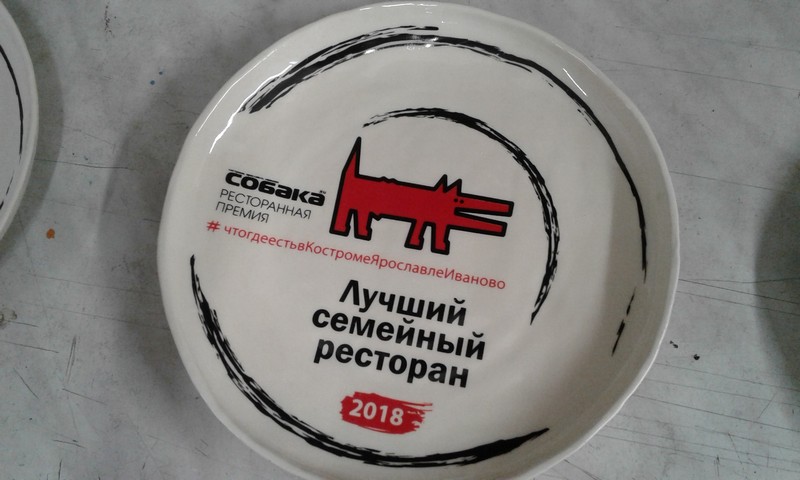 собака
РЕСТОРАННАЯ
ПРЕМИЯ
# чтогдеестьвКостромеЯрославлеИваново
Лучший
семейный
ресторан
2018